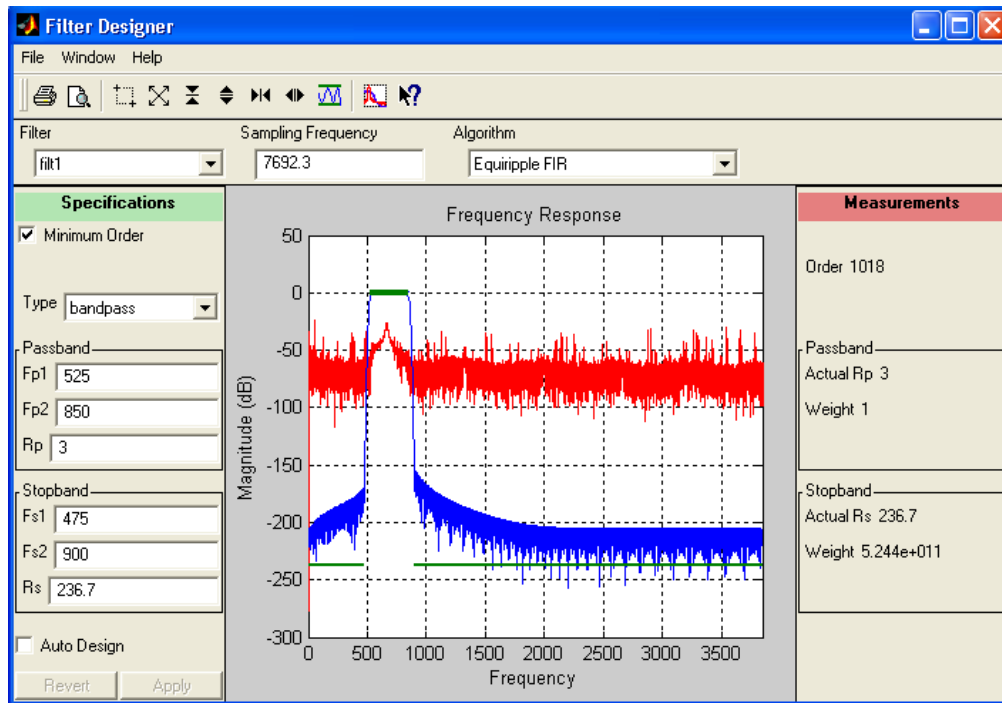 Filter Designer
File Window Help
Filter
Sampling Frequency
Algorithm
filt1
7692.3
Equiripple FIR
Specifications
Minimum Order
Type bandpass
Passband
Fp1 525
Fp2 850
Rp 3
Stopband
Fs1 475
Fs2 900
Rs 236.7
Auto Design
Revert Apply
Frequency Response
Magnitude (dB)
50
0
-50
-100
-150
-200
-250
-300
0 500 1000 1500 2000 2500 3000 3500
Frequency
Measurements
Order 1018
Passband
Actual Rp 3
Weight 1
Stopband
Actual Rs 236.7
Weight 5.244e+011